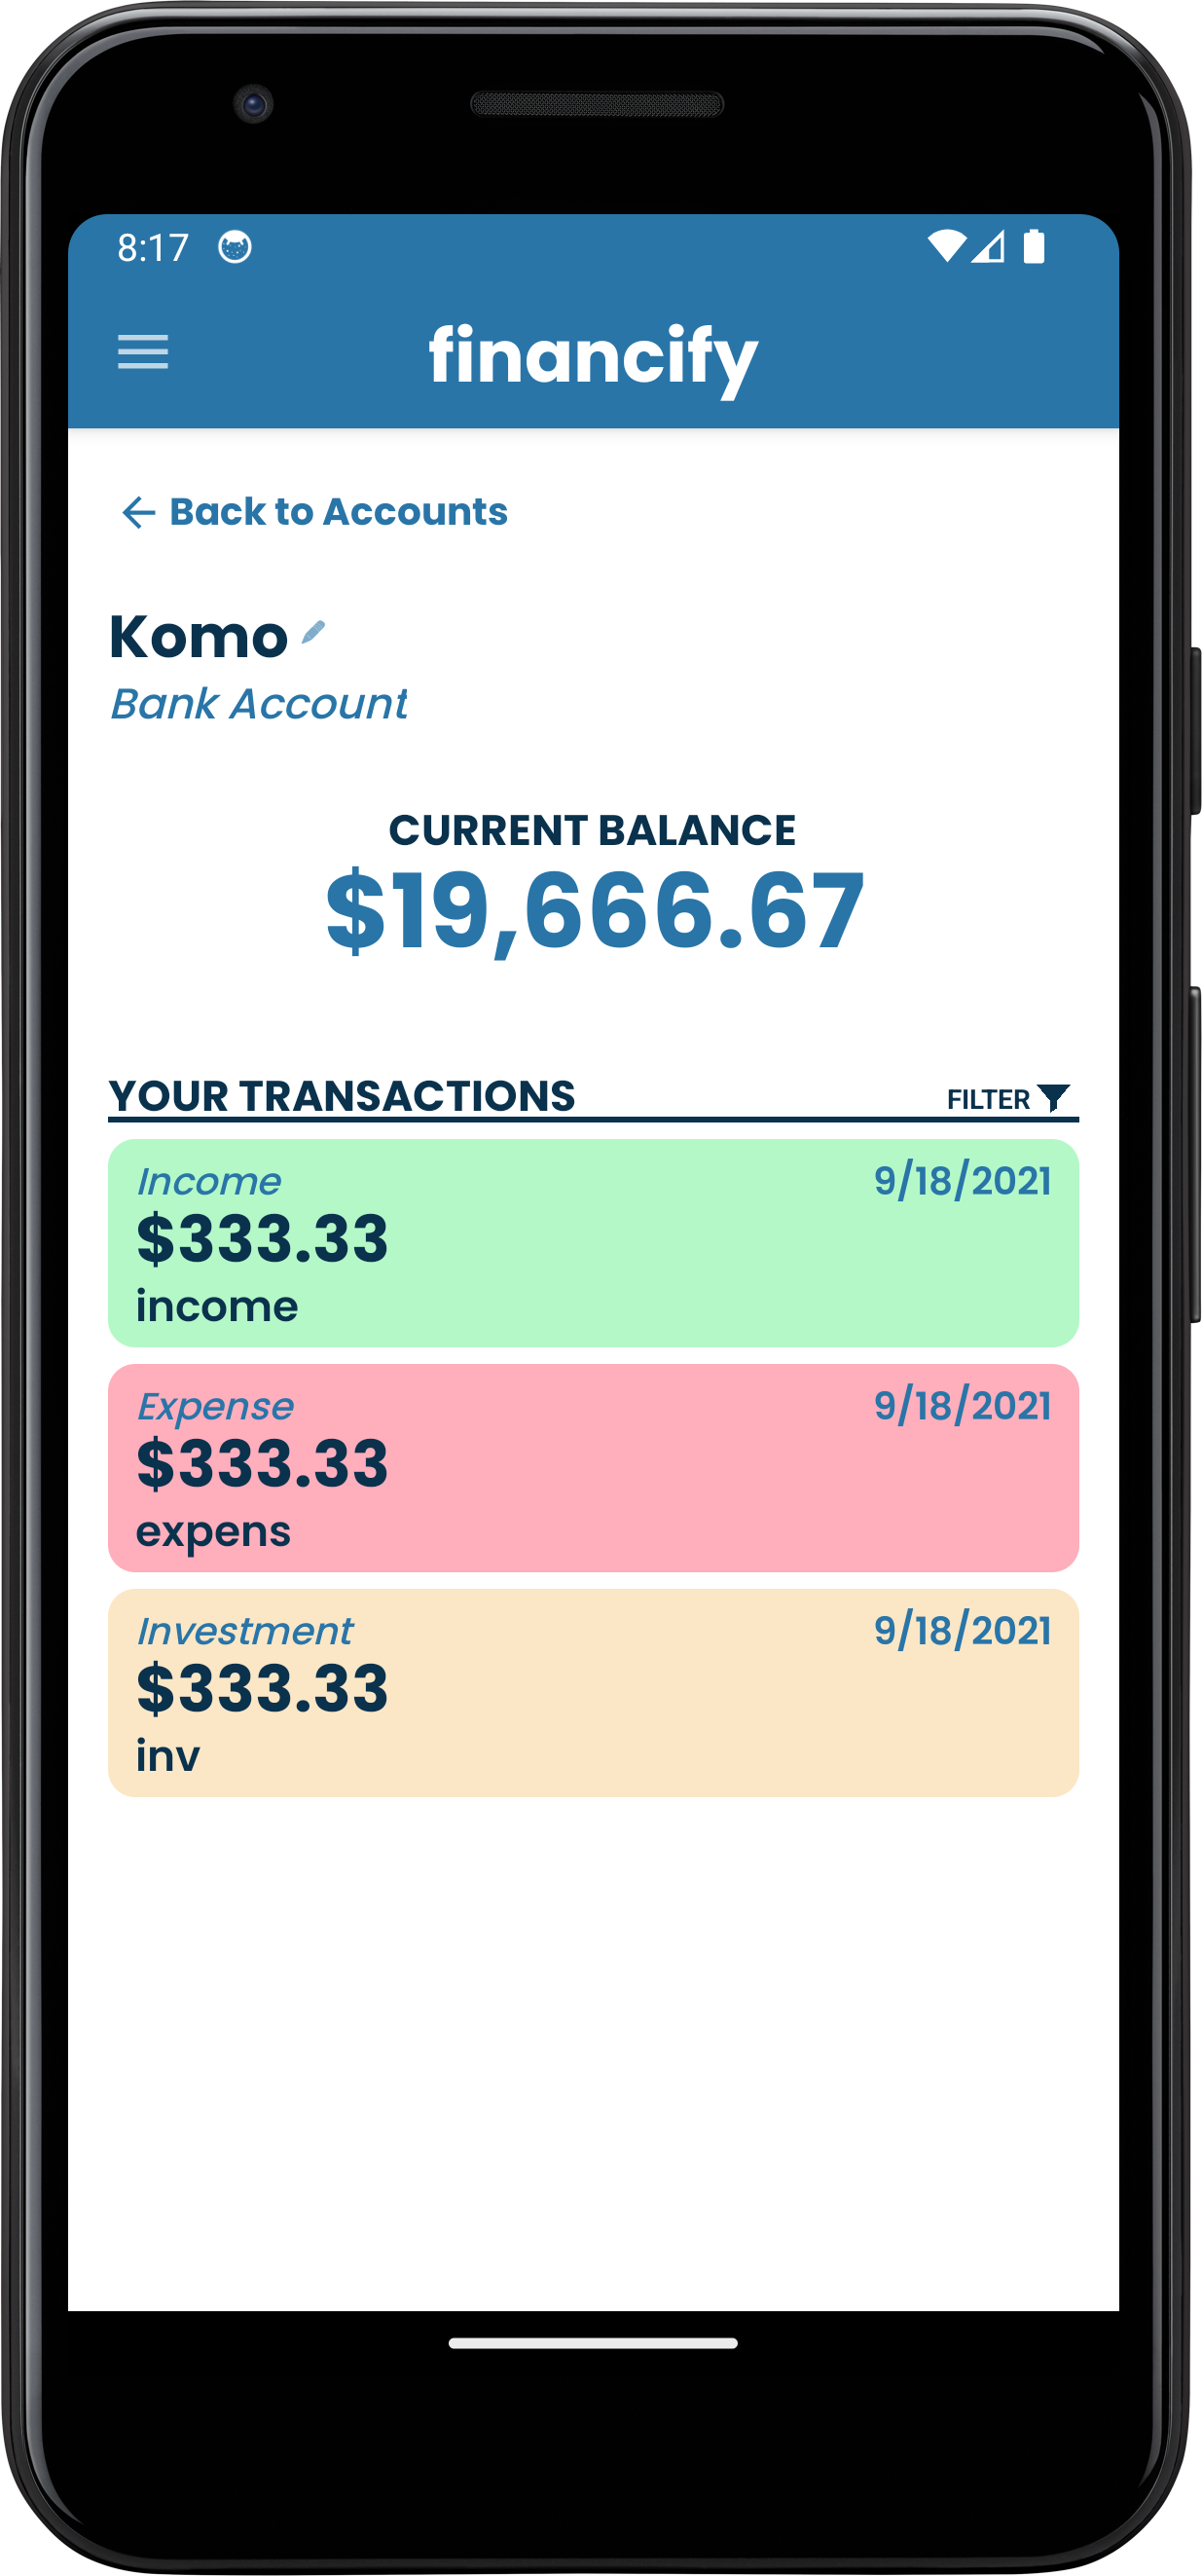 8:17
financify
Back to Accounts
Komo
Bank Account
CURRENT BALANCE
$19,666.67
YOUR TRANSACTIONS FILTER
Income 9/18/2021
$333.33
income
Expense 9/18/2021
$333.33
expens
Investment 9/18/2021
$333.33
inv